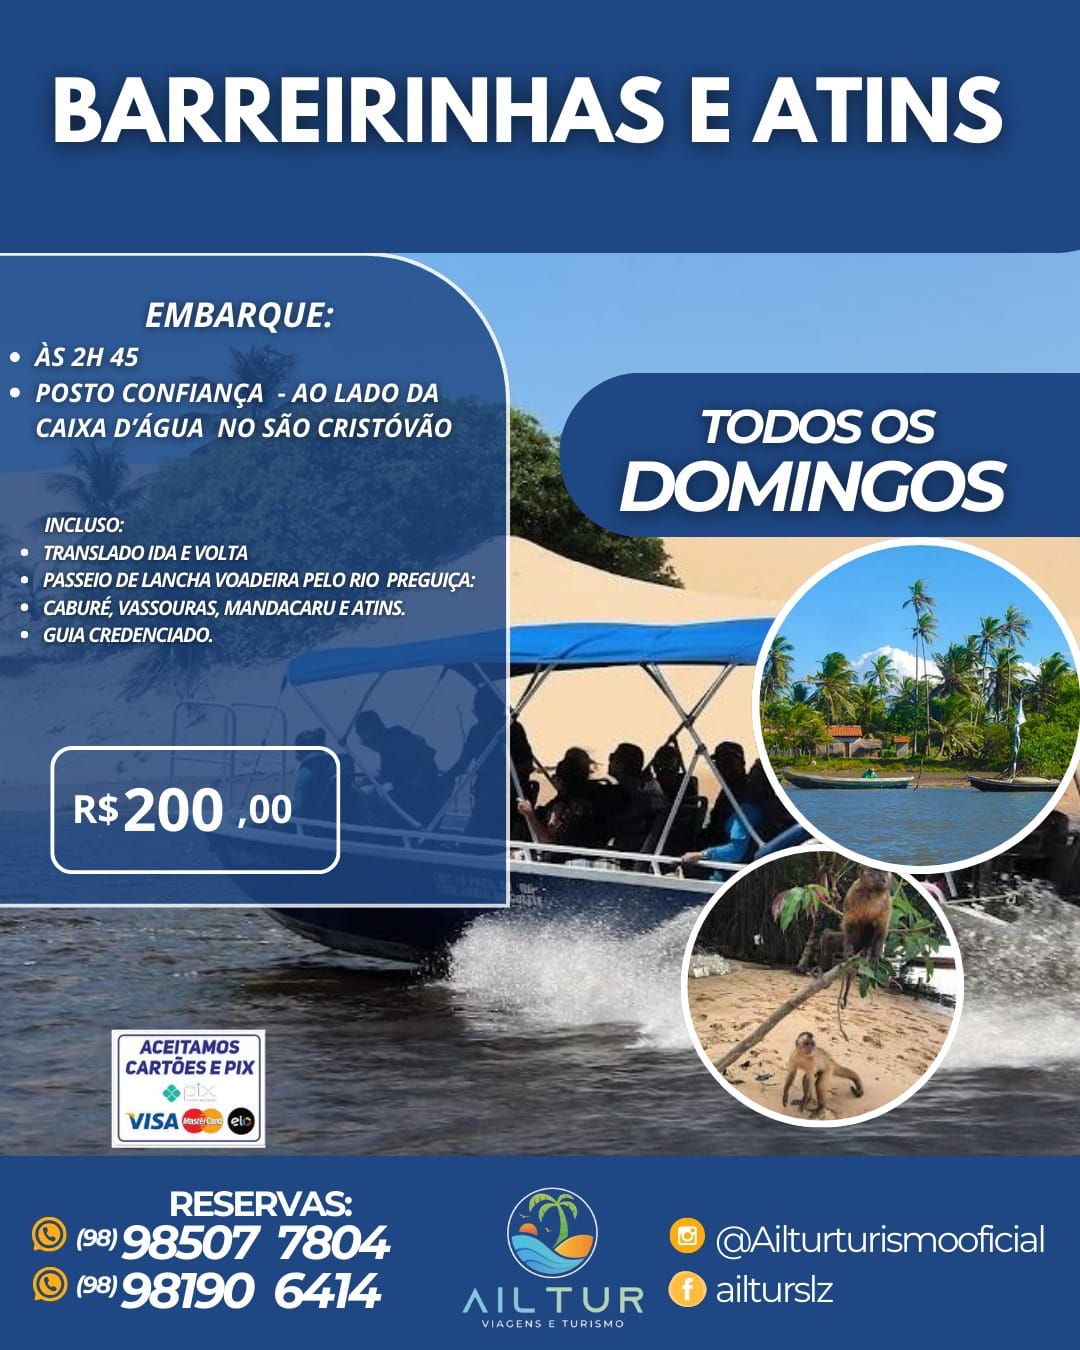 BARREIRINHAS E ATINS
EMBARQUE:
• ÀS 2H 45
• POSTO CONFIANÇA - AO LADO DA
CAIXA D'ÁGUA NO SÃO CRISTÓVÃO
TODOS OS
DOMINGOS
INCLUSO:
• TRANSLADO IDA E VOLTA
• PASSEIO DE LANCHA VOADEIRA PELO RIO PREGUIÇA:
• CABURÉ, VASSOURAS, MANDACARU E ATINS.
• GUIA CREDENCIADO.
R$ 200 ,00
ACEITAMOS
CARTÕES E PIX
pix
VISA MasterCard elo
RESERVAS:
(98) 98507 7804
(98) 98190 6414
AILTUR
VIAGENS E TURISMO
@Ailturturismooficial
ailturslz